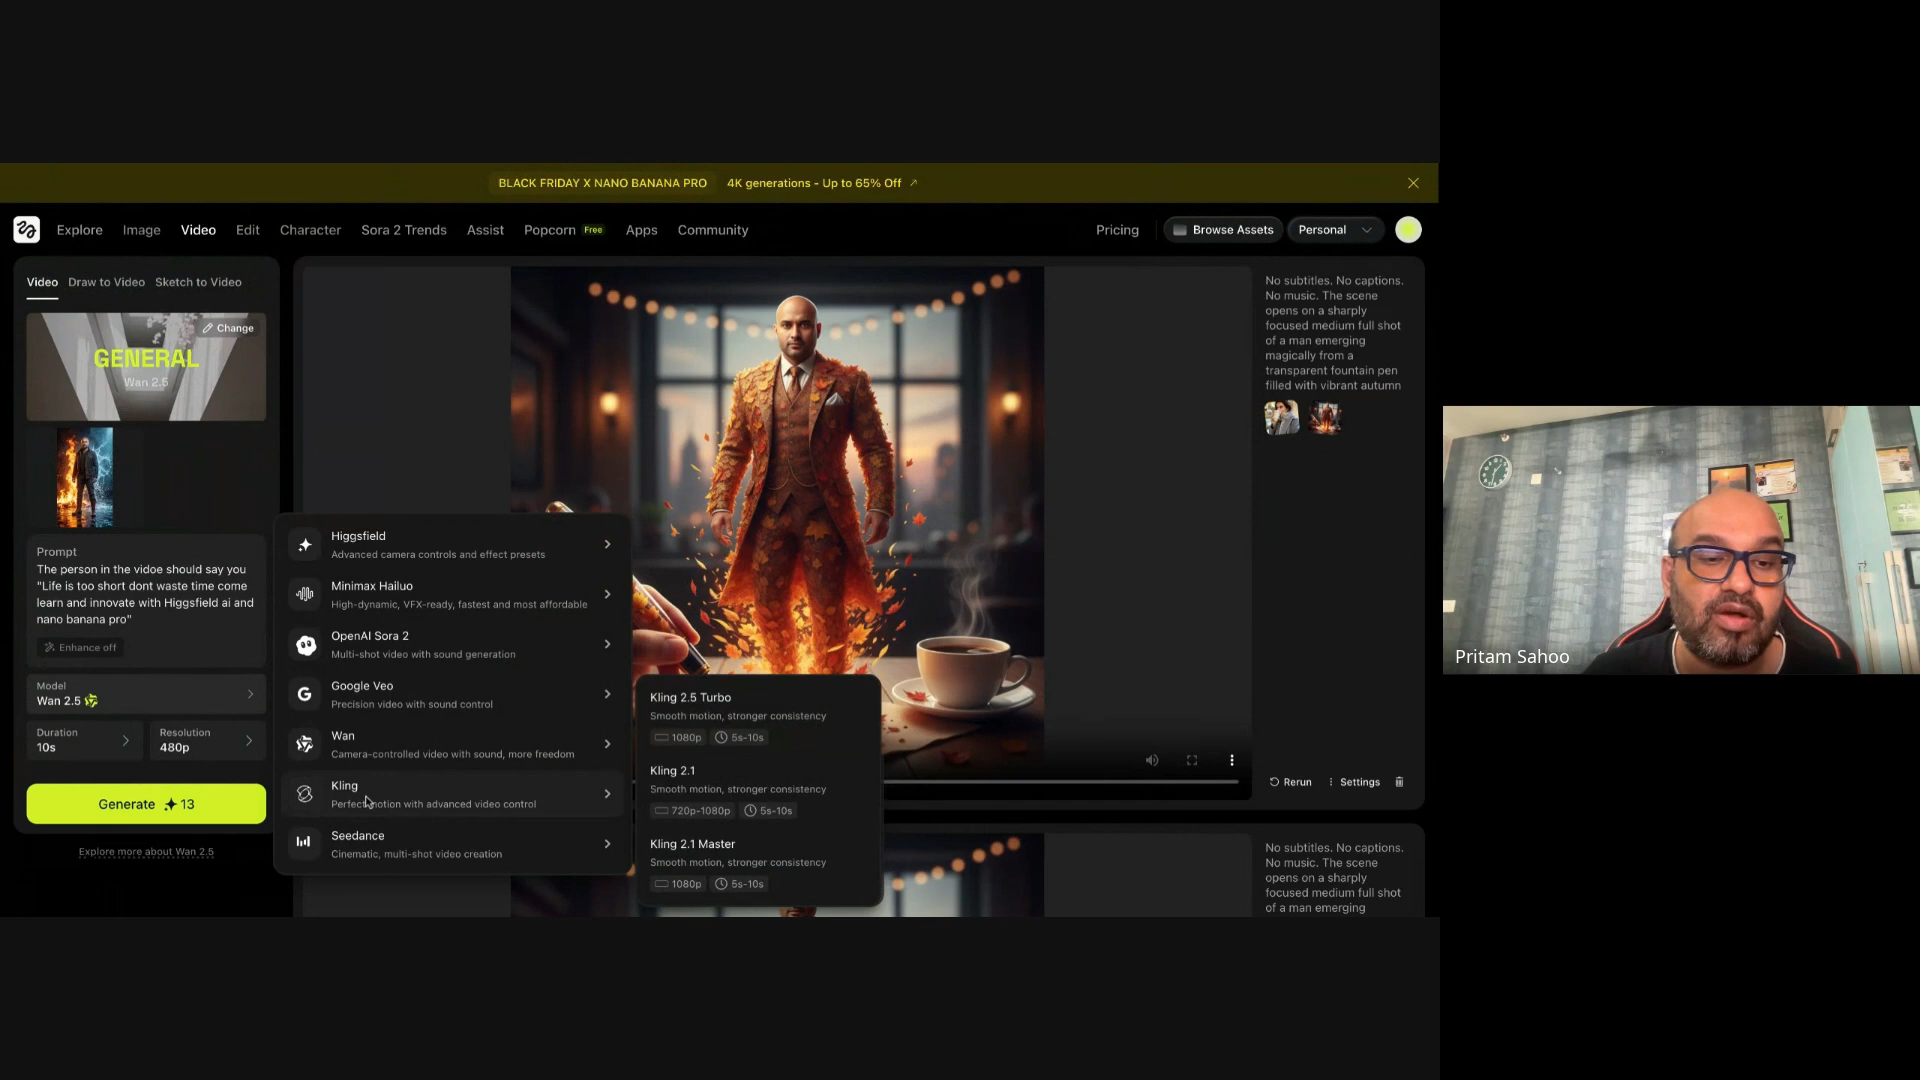 BLACK FRIDAY X NANO BANANA PRO 4K generations - Up to 65% Off
Explore Image Video Edit Character Sora 2 Trends Assist Popcorn Free Apps Community Pricing Browse Assets Personal
Video Draw to Video Sketch to Video
Change
GENERAL
Wan 2.5
Prompt
The person in the vidoe should say you
"Life is too short dont waste time come
learn and innovate with Higgsfield ai and
nano banana pro"
Enhance off
Model
Wan 2.5
Duration
10s
Resolution
480p
Generate 13
Explore more about Wan 2.5
Higgsfield
Advanced camera controls and effect presets
Minimax Hailuo
High-dynamic, VFX-ready, fastest and most affordable
OpenAI Sora 2
Multi-shot video with sound generation
Google Veo
Precision video with sound control
Wan
Camera-controlled video with sound, more freedom
Kling
Perfect motion with advanced video control
Seedance
Cinematic, multi-shot video creation
Kling 2.5 Turbo
Smooth motion, stronger consistency
1080p 5s-10s
Kling 2.1
Smooth motion, stronger consistency
720p-1080p 5s-10s
Kling 2.1 Master
Smooth motion, stronger consistency
1080p 5s-10s
No subtitles. No captions.
No music. The scene
opens on a sharply
focused medium full shot
of a man emerging
magically from a
transparent fountain pen
filled with vibrant autumn
Rerun Settings
No subtitles. No captions.
No music. The scene
opens on a sharply
focused medium full shot
of a man emerging
Pritam Sahoo